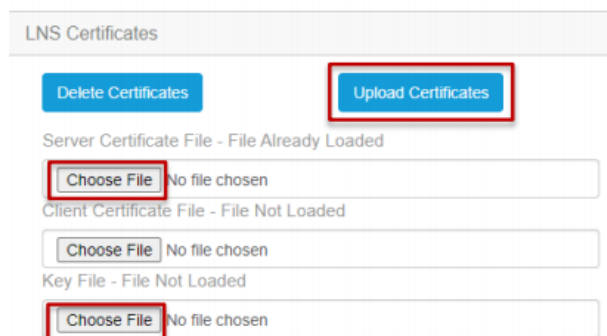 LNS Certificates
Delete Certificates Upload Certificates
Server Certificate File - File Already Loaded
Choose File No file chosen
Client Certificate File - File Not Loaded
Choose File No file chosen
Key File - File Not Loaded
Choose File No file chosen